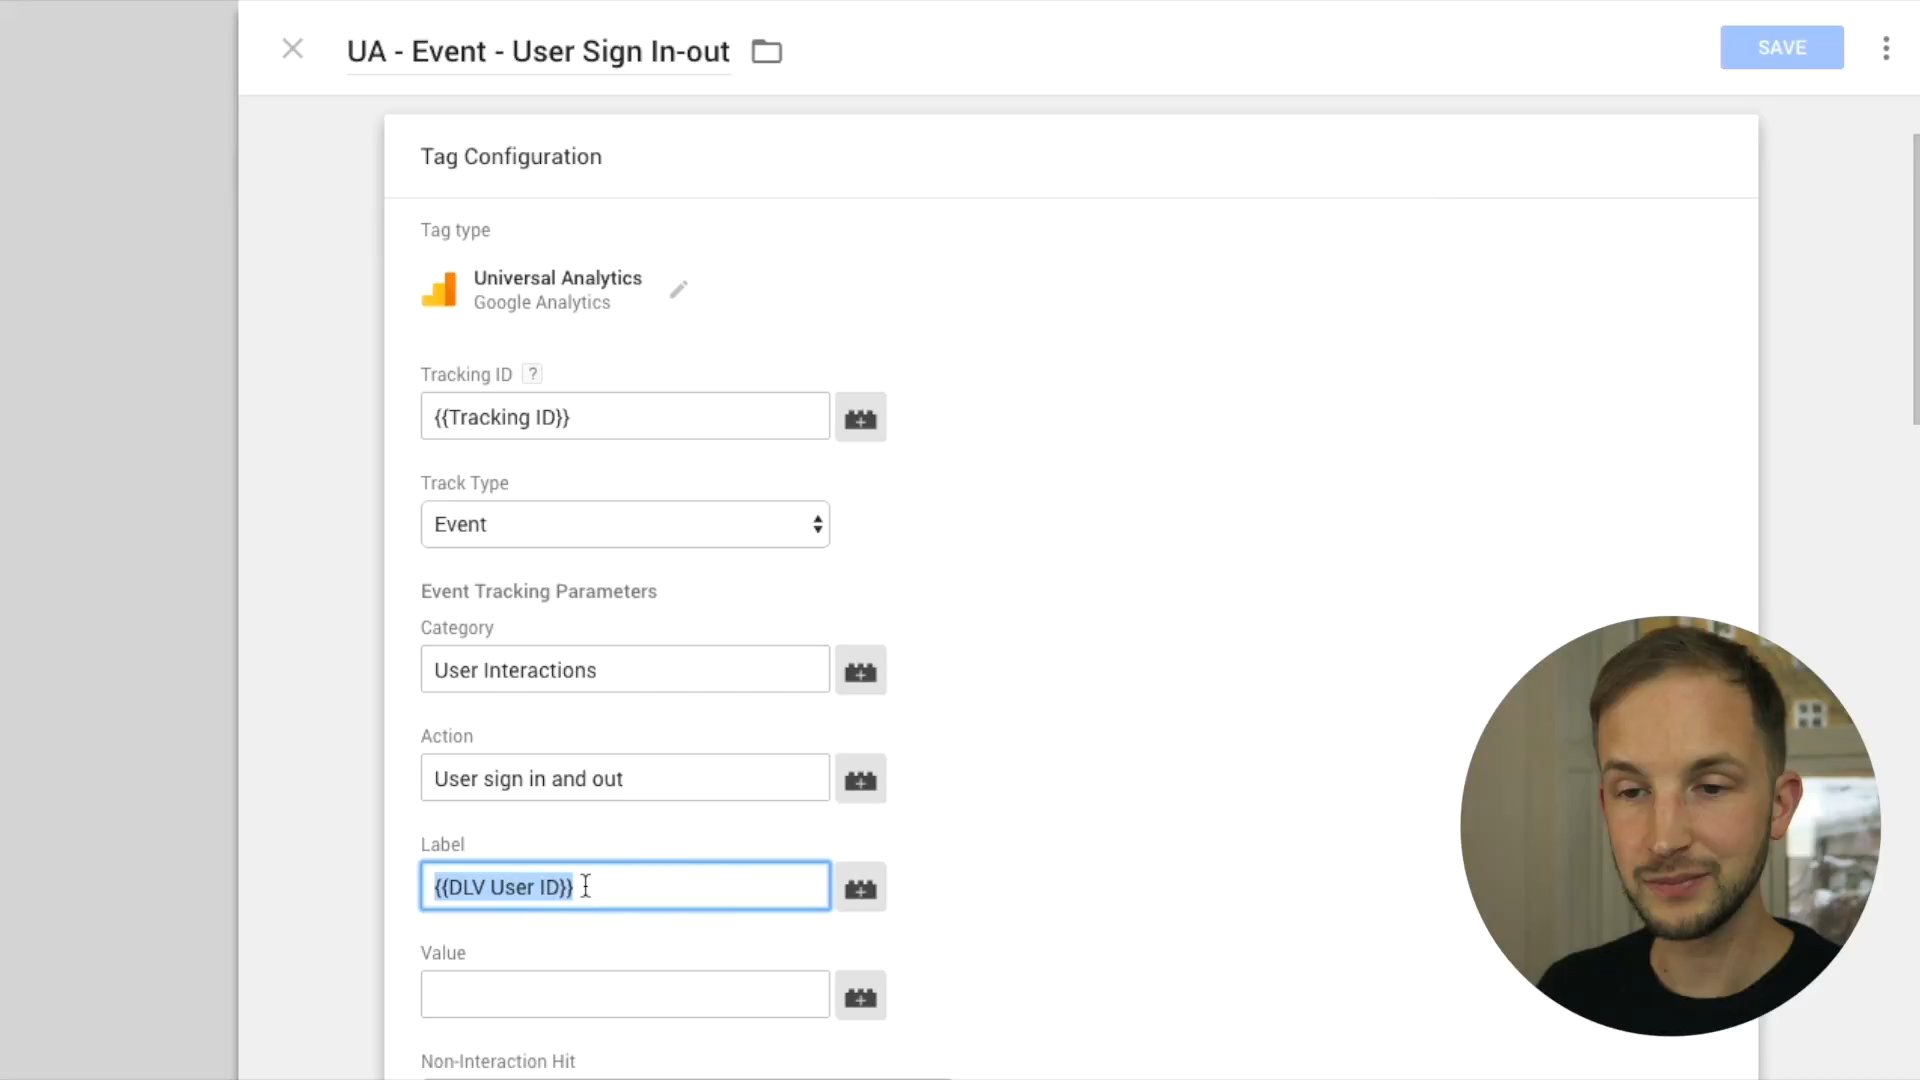 UA - Event - User Sign In-out
SAVE
Tag Configuration
Tag type
Universal Analytics
Google Analytics
Tracking ID ?
{{Tracking ID}}
Track Type
Event
Event Tracking Parameters
Category
User Interactions
Action
User sign in and out
Label
{{DLV User ID}}
Value
Non-Interaction Hit